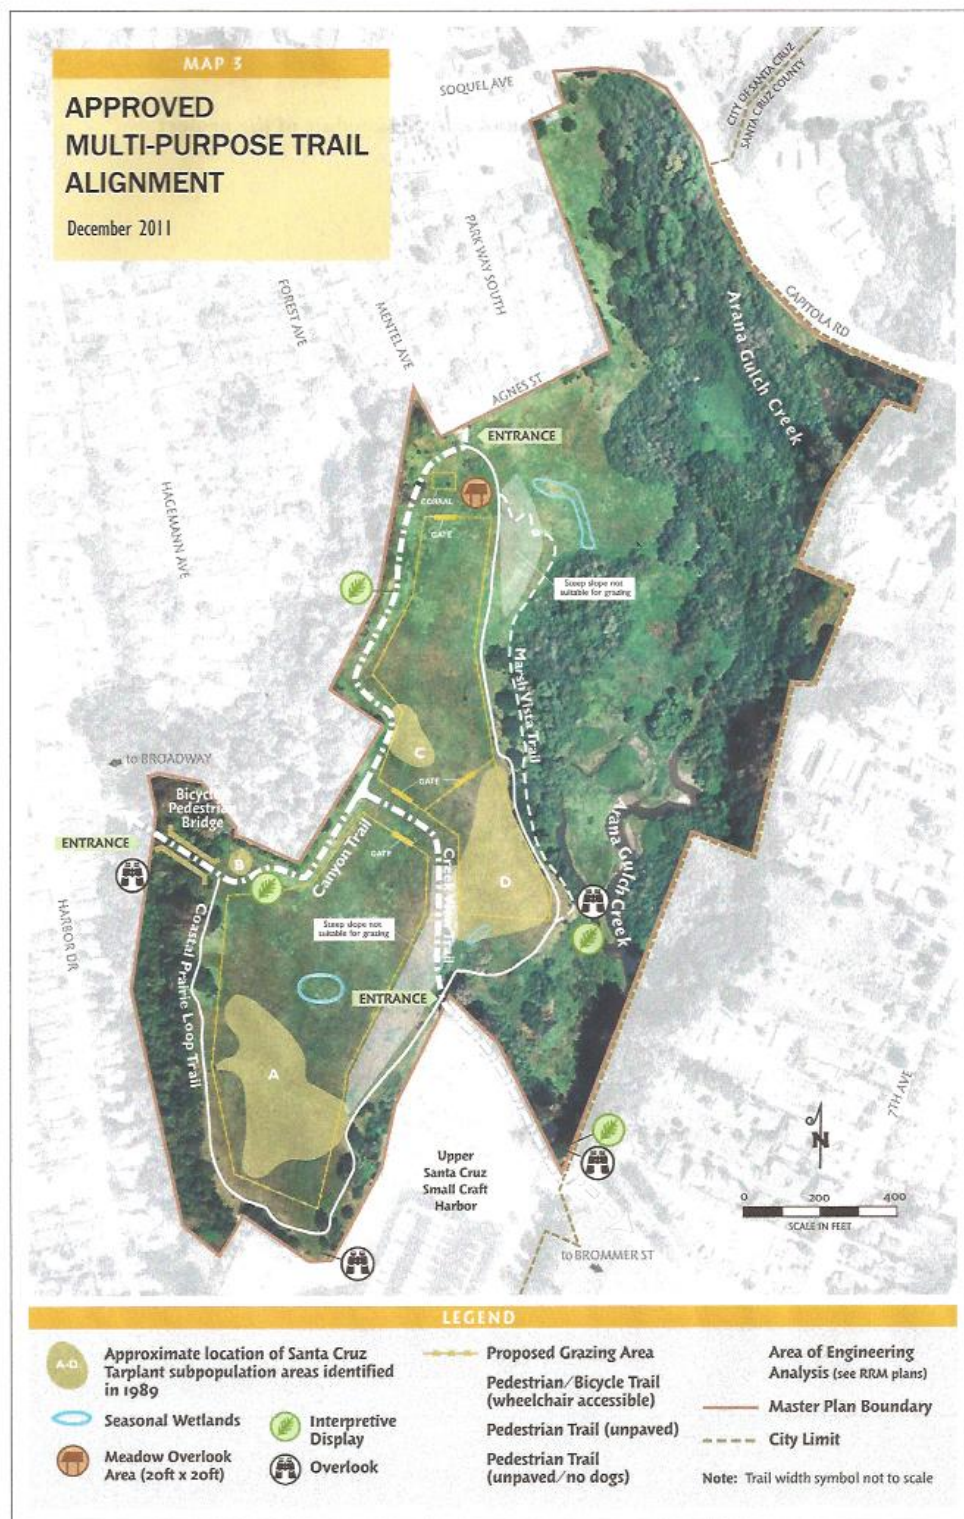 MAP 3
APPROVED
MULTI-PURPOSE TRAIL
ALIGNMENT
December 2011
SOQUEL AVE
CITY OF SANTA CRUZ
SANTA CRUZ COUNTY
PARK WAY SOUTH
FOREST AVE
MENTEL AVE
CAPITOLA RD
Arana Gulch Creek
AGNES ST
ENTRANCE
HAGEMANN AVE
CORRAL
GATE
Steep slope not
suitable for grazing
Marsh Vista Trail
C
to BROADWAY
GATE
Bicycle
Pedestrian
Bridge
ENTRANCE
B
Canyon Trail
GATE
D
Arana Gulch Creek
HARBOR DR
Coastal Prairie Loop Trail
Steep slope not
suitable for grazing
Trail
ENTRANCE
A
7TH AVE
Upper
Santa Cruz
Small Craft
Harbor
N
0 200 400
SCALE IN FEET
to BROMMER ST
LEGEND
A-D
Approximate location of Santa Cruz
Tarplant subpopulation areas identified
in 1989
Seasonal Wetlands
Meadow Overlook
Area (20ft x 20ft)
Interpretive
Display
Overlook
Proposed Grazing Area
Pedestrian/Bicycle Trail
(wheelchair accessible)
Pedestrian Trail (unpaved)
Pedestrian Trail
(unpaved/no dogs)
Area of Engineering
Analysis (see RRM plans)
Master Plan Boundary
City Limit
Note: Trail width symbol not to scale